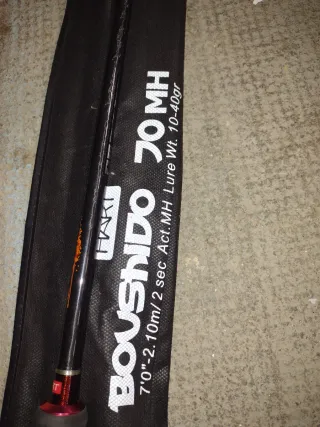 HART
BOUSHIDO 70 MH
7'0"-2.10m/2 sec Act.MH Lure Wt. 10-40gr